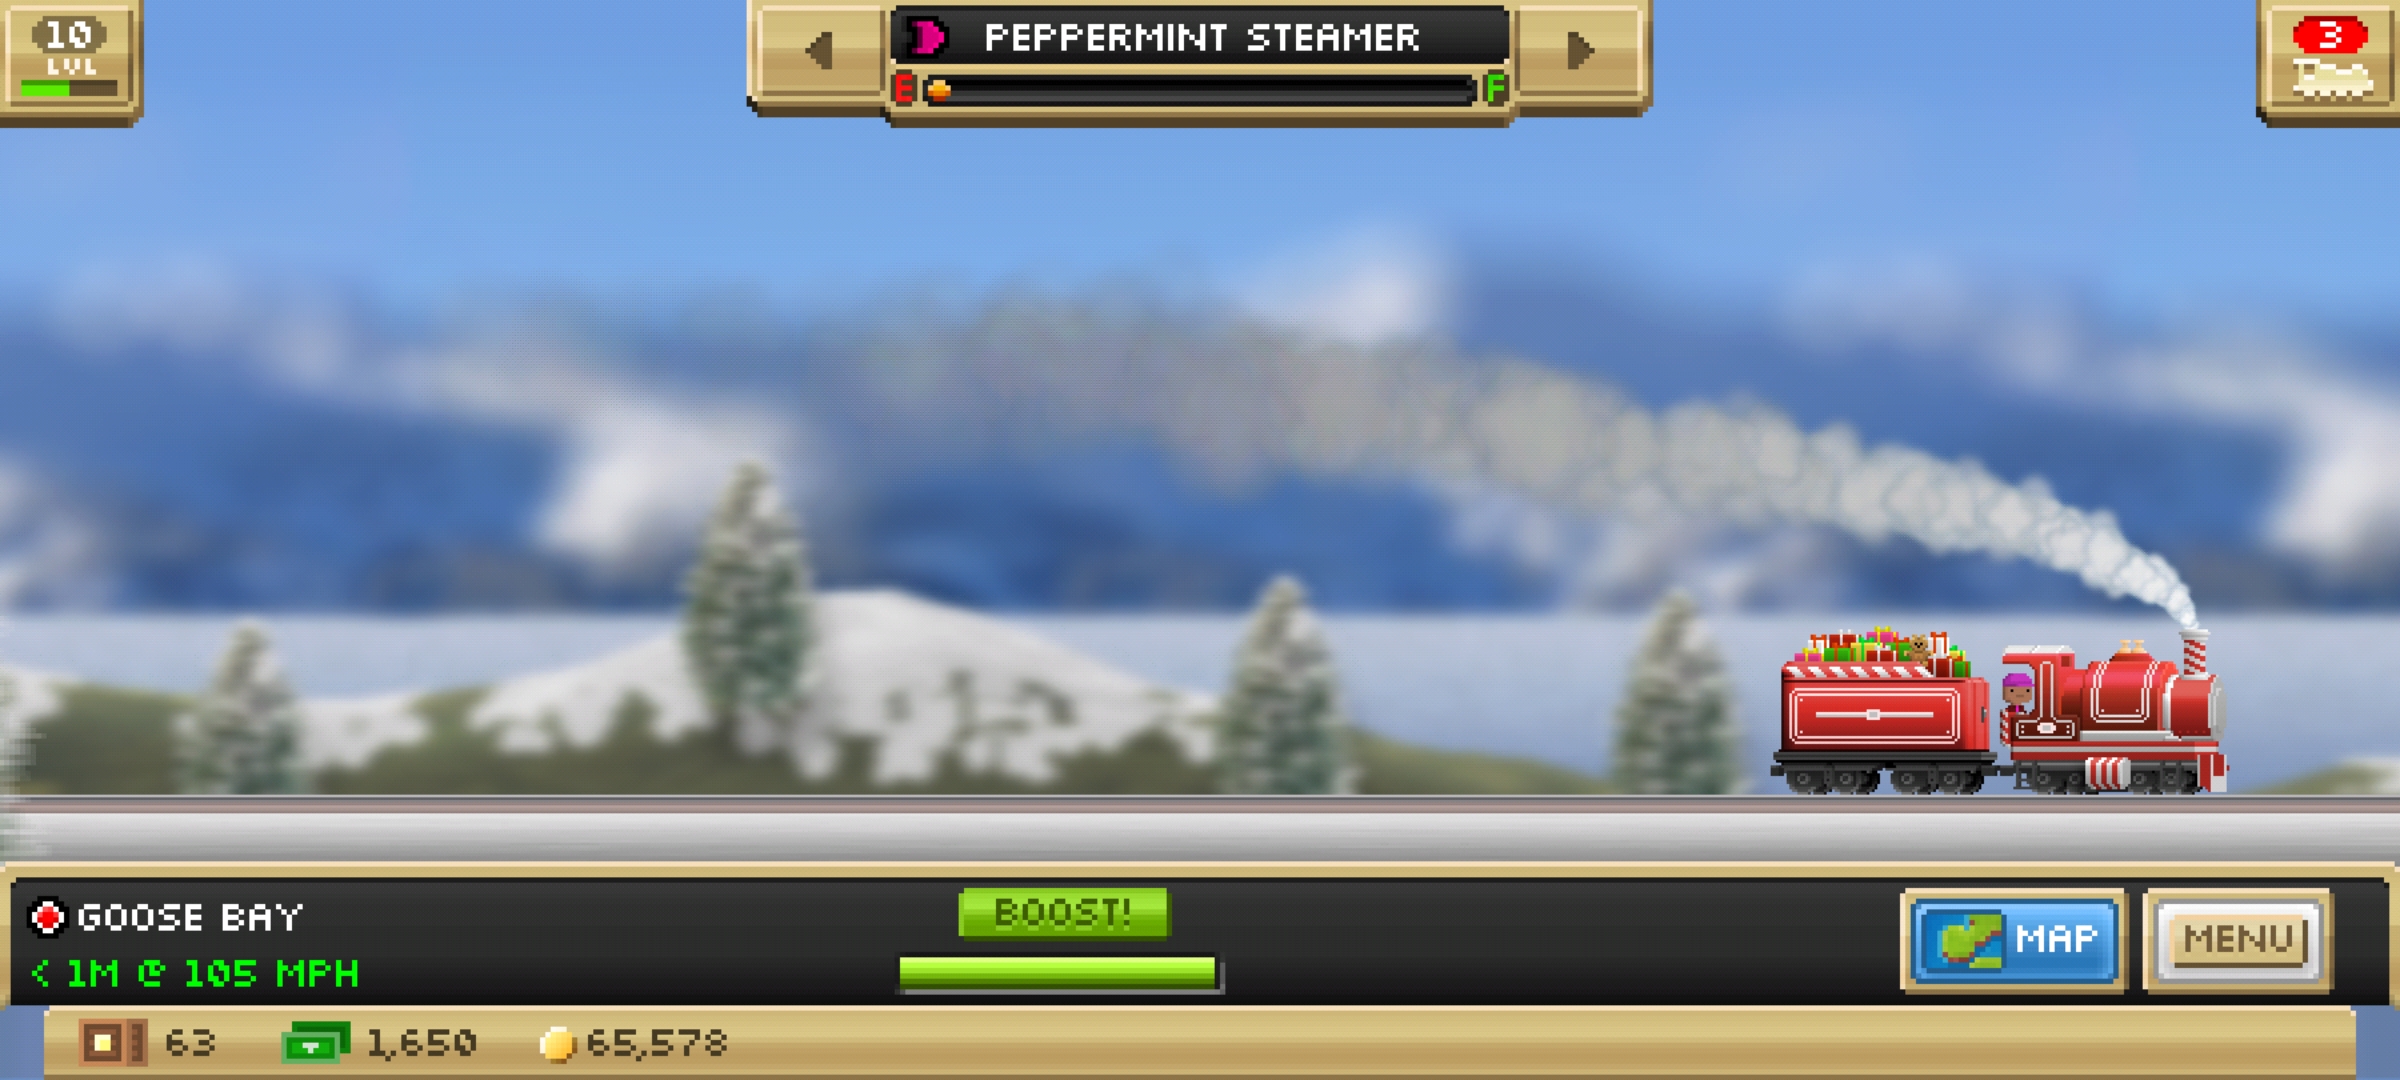 10
LVL
PEPPERMINT STEAMER
E F
3
GOOSE BAY
< 1M @ 105 MPH
BOOST!
MAP
MENU
63
1,650
65,578